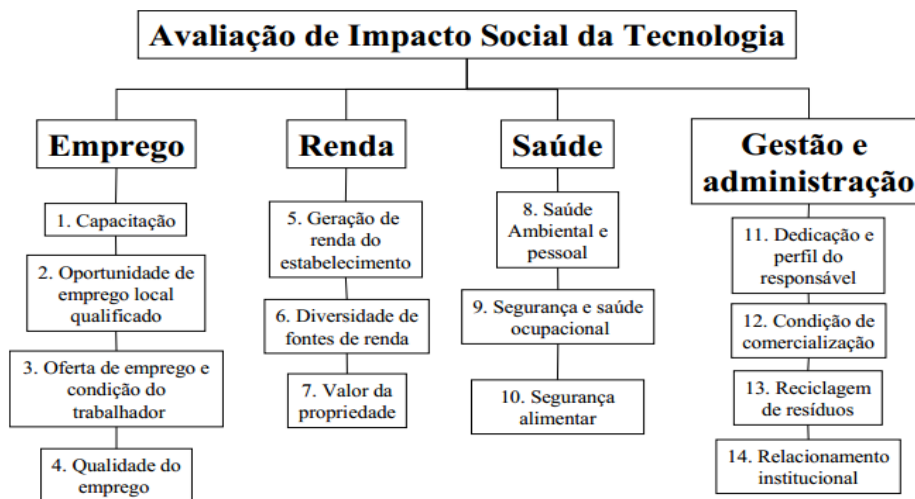 Avaliação de Impacto Social da Tecnologia
Emprego
1. Capacitação
2. Oportunidade de
emprego local
qualificado
3. Oferta de emprego e
condição do
trabalhador
4. Qualidade do
emprego
Renda
5. Geração de
renda do
estabelecimento
6. Diversidade de
fontes de renda
7. Valor da
propriedade
Saúde
8. Saúde
Ambiental e
pessoal
9. Segurança e saúde
ocupacional
10. Segurança
alimentar
Gestão e
administração
11. Dedicação e
perfil do
responsável
12. Condição de
comercialização
13. Reciclagem
de resíduos
14. Relacionamento
institucional